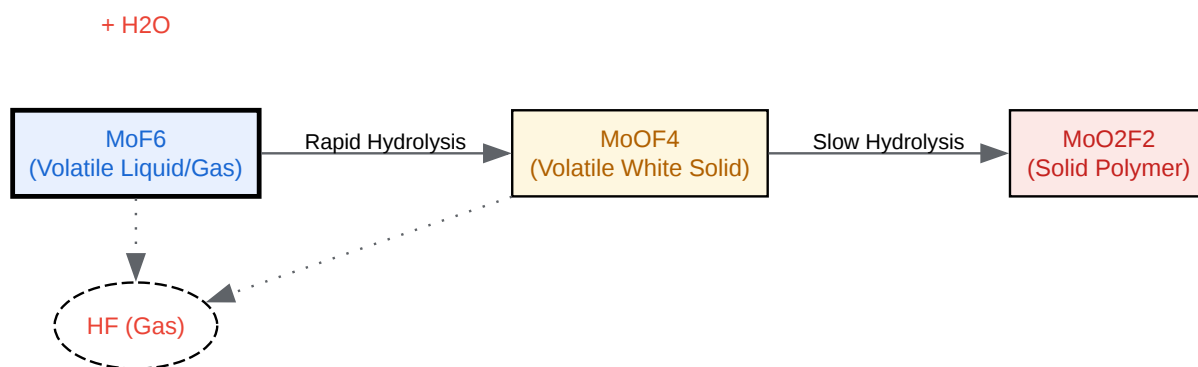 + H2O
MoF6
(Volatile Liquid/Gas)
Rapid Hydrolysis
MoOF4
(Volatile White Solid)
Slow Hydrolysis
MoO2F2
(Solid Polymer)
HF (Gas)